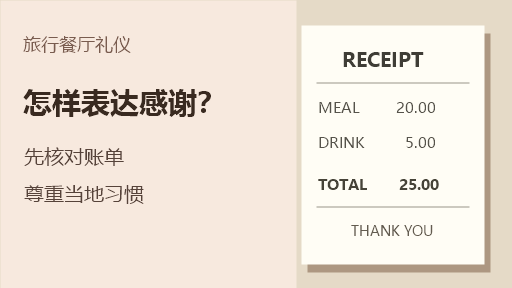 旅行餐厅礼仪
怎样表达感谢？
先核对账单
尊重当地习惯
RECEIPT
MEAL 20.00
DRINK 5.00
TOTAL 25.00
THANK YOU